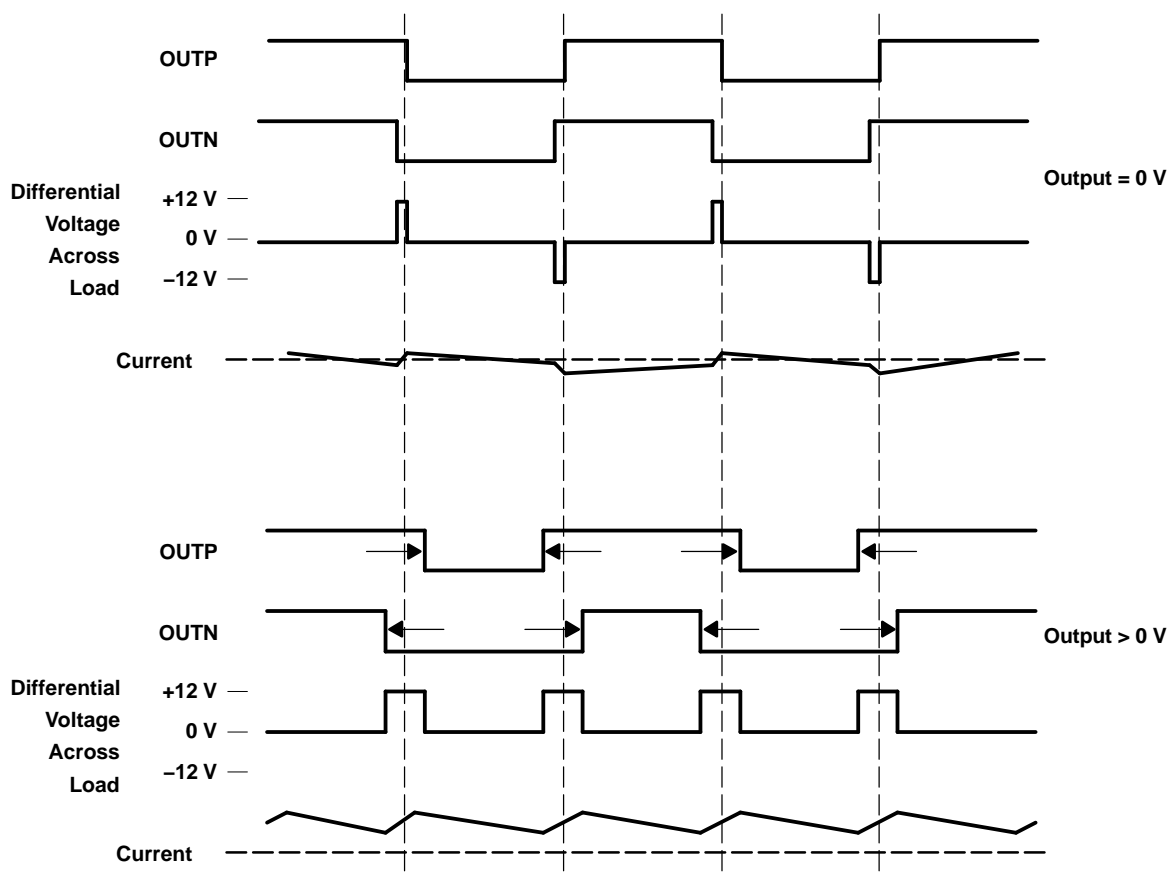 OUTP
OUTN
Output = 0 V
Differential
Voltage
Across
Load
+12 V
0 V
–12 V
Current
OUTP
OUTN
Output > 0 V
Differential
Voltage
Across
Load
+12 V
0 V
–12 V
Current